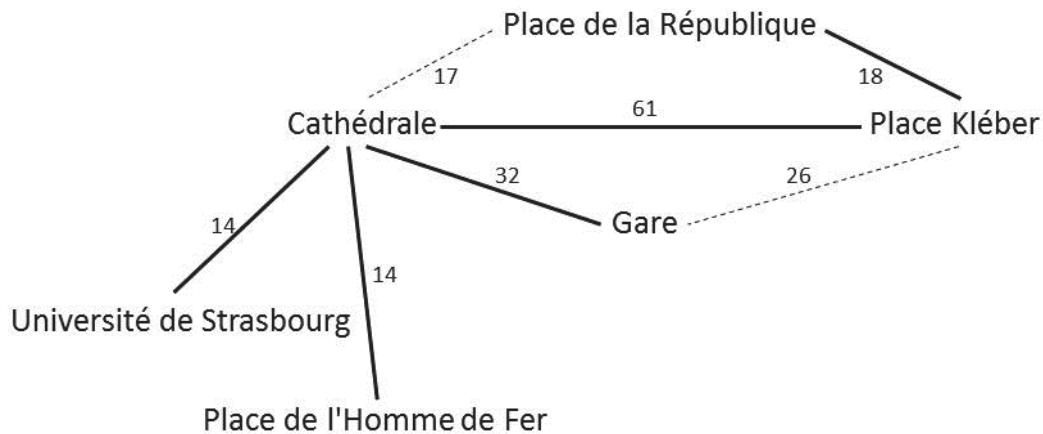 Place de la République
17
18
61
Cathédrale
Place Kléber
32
26
Gare
14
14
Université de Strasbourg
Place de l'Homme de Fer